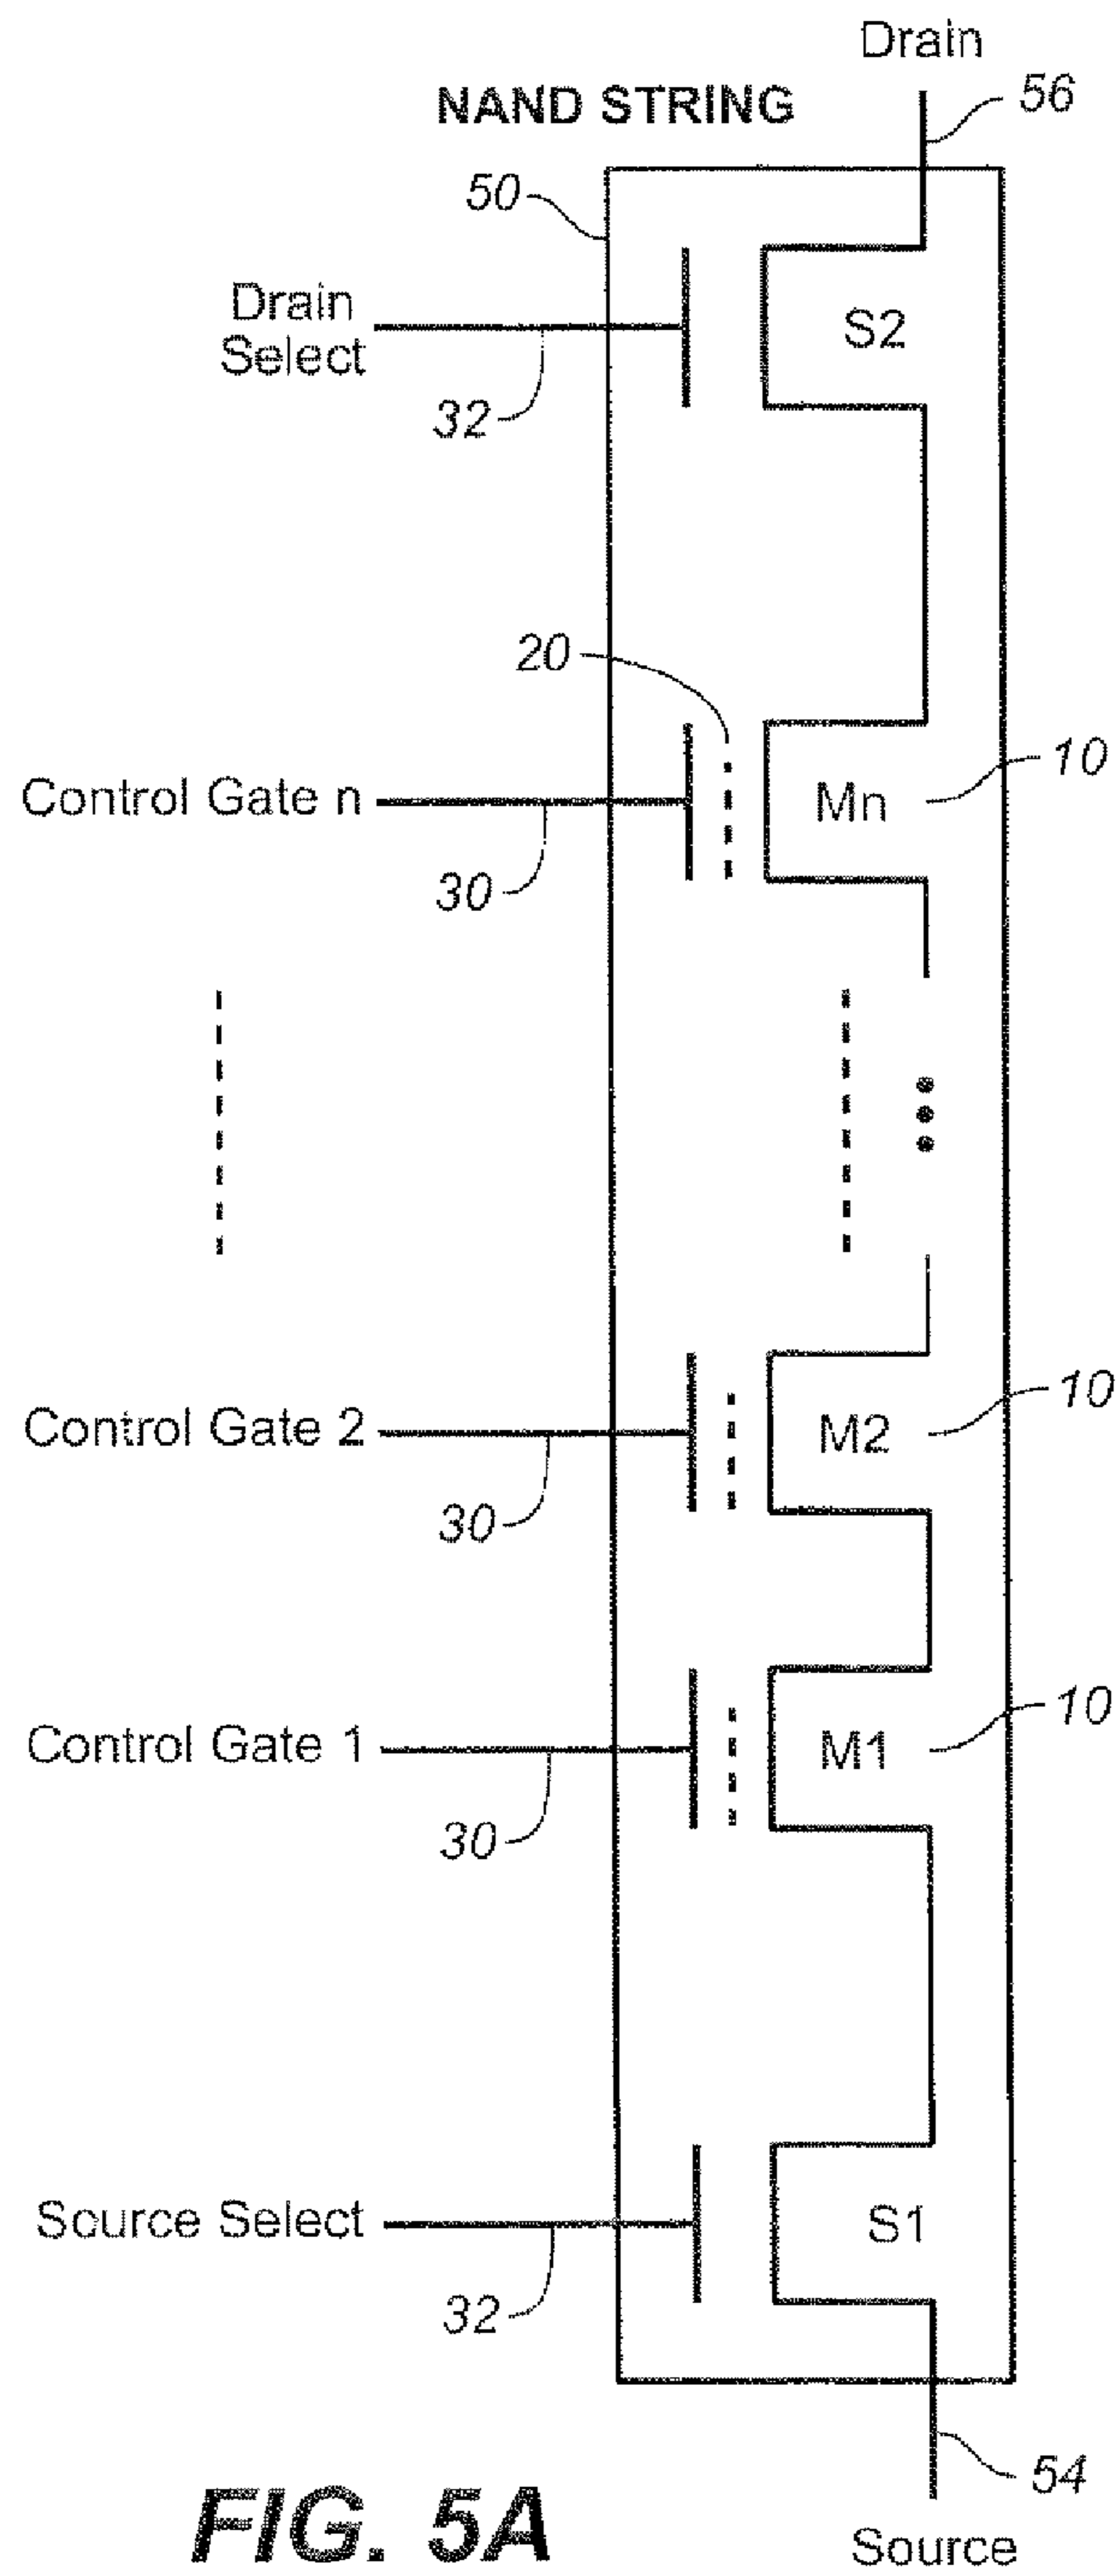 Drain
56
NAND STRING
50
Drain
Select
S2
32
20
Control Gate n
Mn
10
30
Control Gate 2
M2
10
30
Control Gate 1
M1
10
30
Source Select
S1
32
54
FIG. 5A
Source